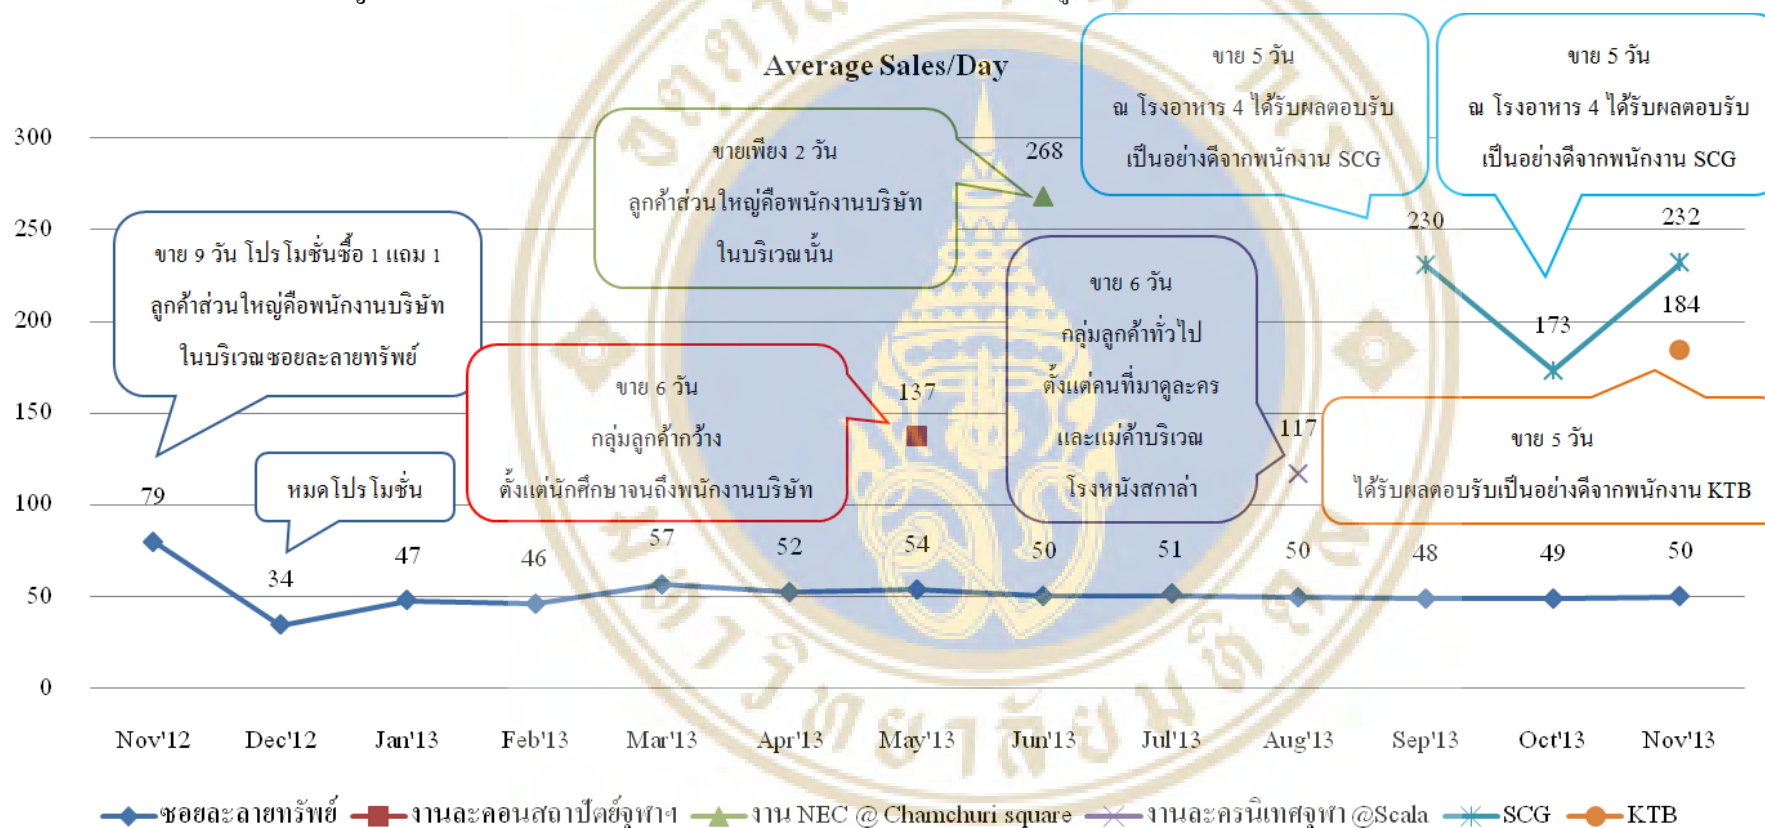 Average Sales/Day
ขาย 5 วัน
ณ โรงอาหาร 4 ได้รับผลตอบรับ
เป็นอย่างดีจากพนักงาน SCG
ขาย 5 วัน
ณ โรงอาหาร 4 ได้รับผลตอบรับ
เป็นอย่างดีจากพนักงาน SCG
ขายเพียง 2 วัน
ลูกค้าส่วนใหญ่คือพนักงานบริษัท
ในบริเวณนั้น
ขาย 9 วัน โปรโมชั่นซื้อ 1 แถม 1
ลูกค้าส่วนใหญ่คือพนักงานบริษัท
ในบริเวณซอยละลายทรัพย์
หมดโปรโมชั่น
ขาย 6 วัน
กลุ่มลูกค้ากว้าง
ตั้งแต่นักศึกษาจนถึงพนักงานบริษัท
ขาย 6 วัน
กลุ่มลูกค้าทั่วไป
ตั้งแต่คนที่มาดูละคร
และแม่ค้าบริเวณ
โรงหนังสกาล่า
ขาย 5 วัน
ได้รับผลตอบรับเป็นอย่างดีจากพนักงาน KTB
300
250
200
150
100
50
0
268
230
232
173
184
137
117
79 34 47 46 57 52 54 50 51 50 48 49 50
Nov'12 Dec'12 Jan'13 Feb'13 Mar'13 Apr'13 May'13 Jun'13 Jul'13 Aug'13 Sep'13 Oct'13 Nov'13
ซอยละลายทรัพย์ งานละคอนสถาปัตย์จุฬาฯ งาน NEC @ Chamchuri square งานละครนิเทศจุฬา @Scala SCG KTB
มหาวิทยาลัยมหิดล